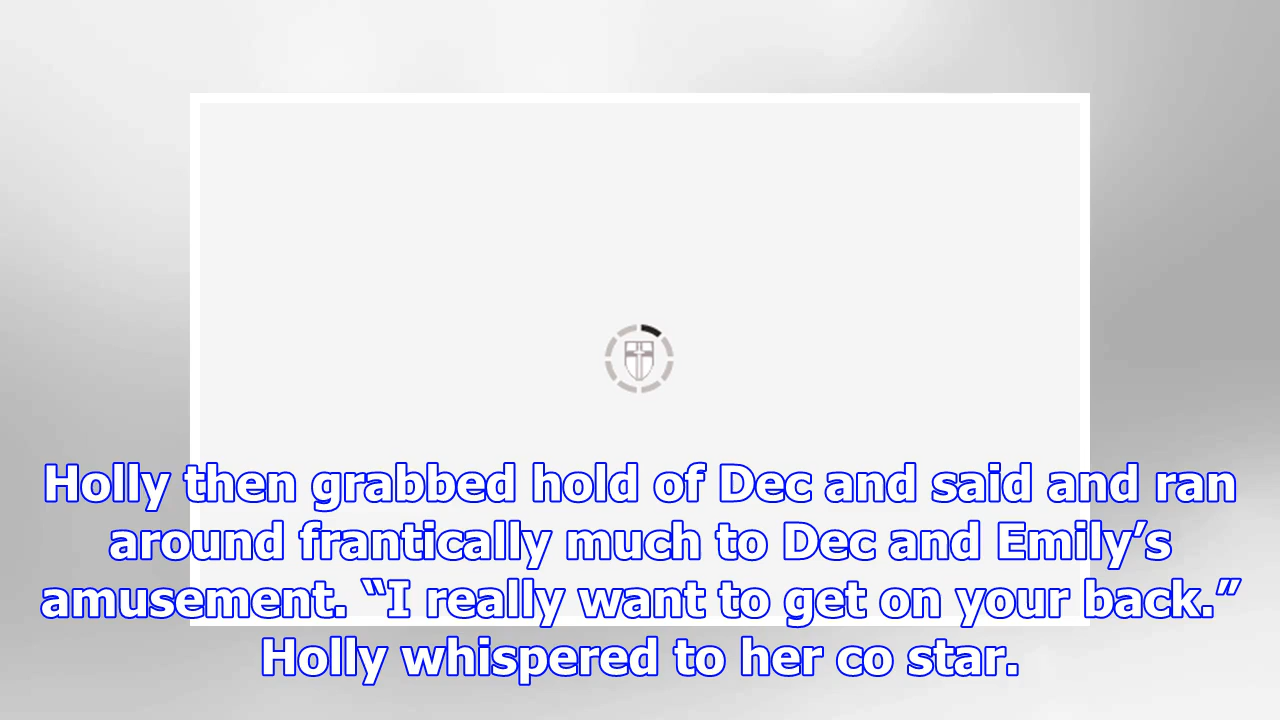 Holly then grabbed hold of Dec and said and ran
around frantically much to Dec and Emily’s
amusement. “I really want to get on your back.”
Holly whispered to her co star.